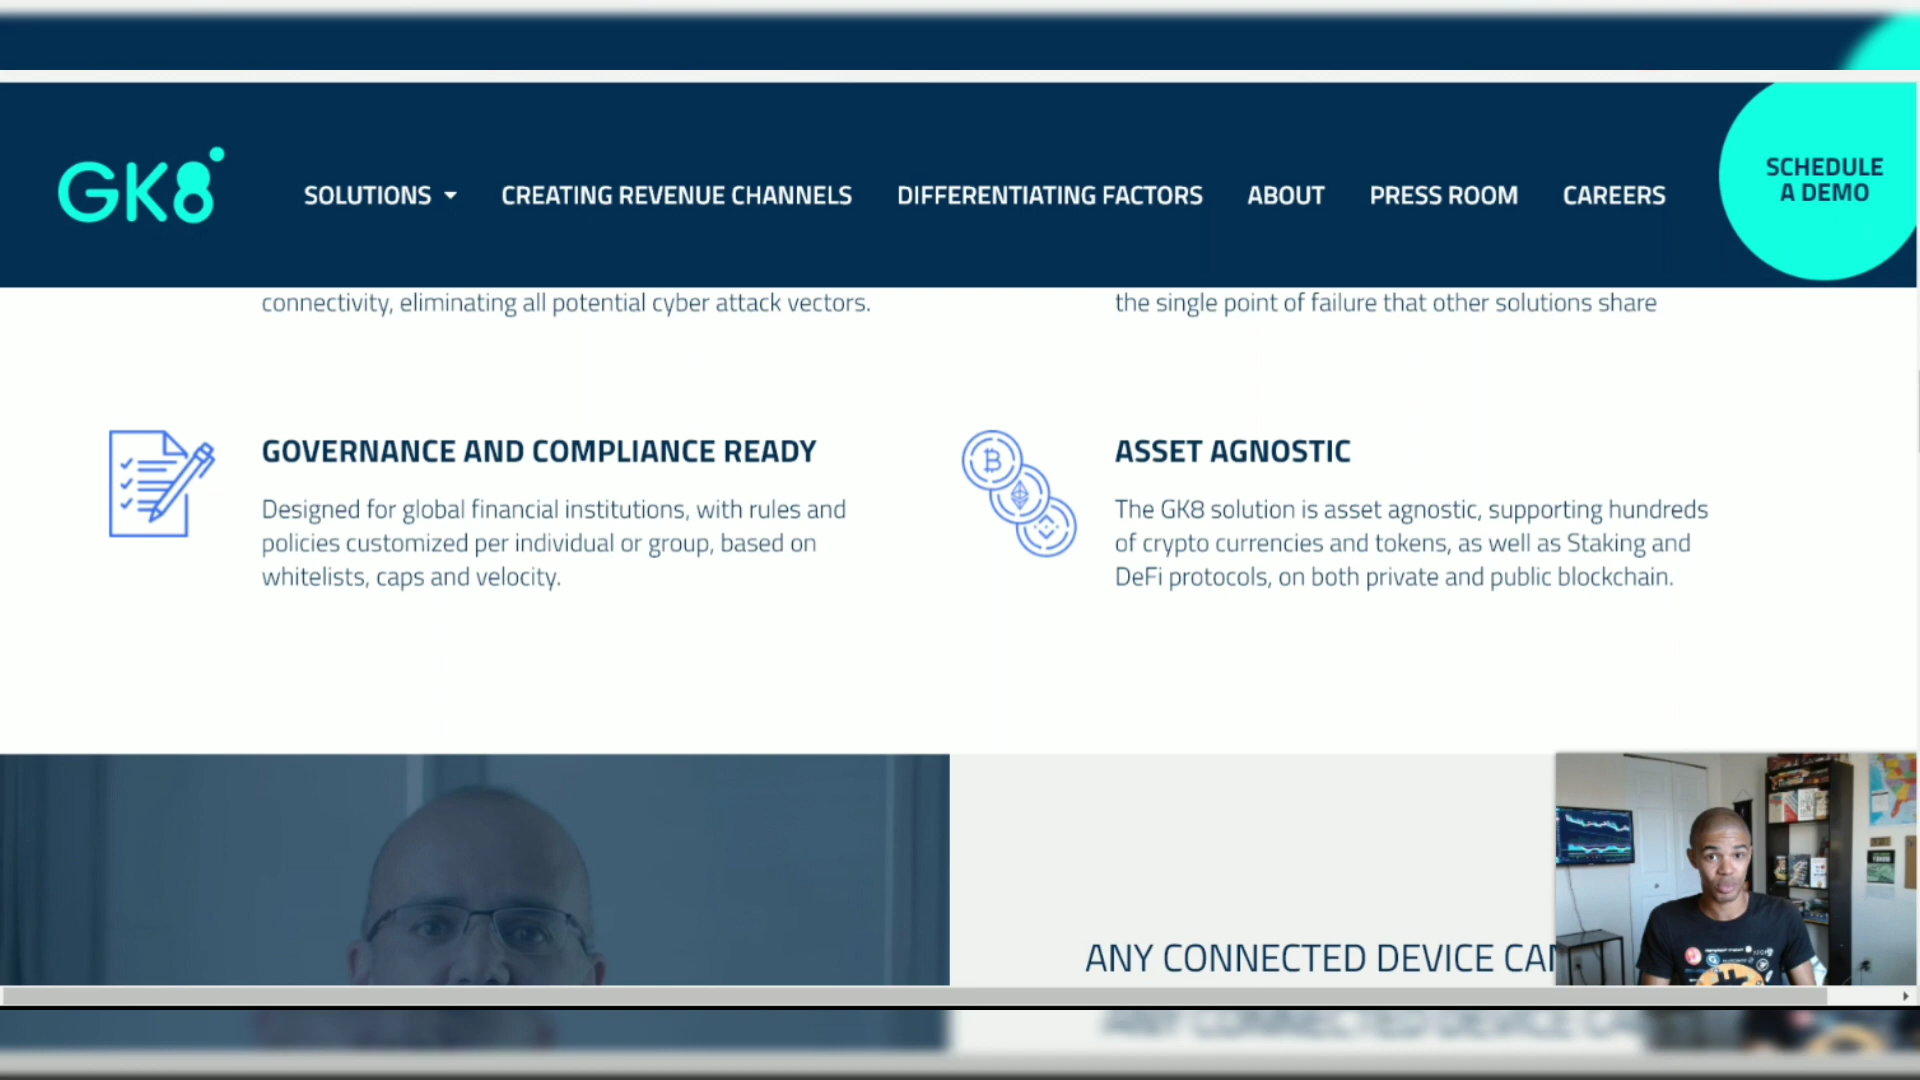 GK8
SOLUTIONS
CREATING REVENUE CHANNELS
DIFFERENTIATING FACTORS
ABOUT
PRESS ROOM
CAREERS
SCHEDULE
A DEMO
connectivity, eliminating all potential cyber attack vectors.
the single point of failure that other solutions share
GOVERNANCE AND COMPLIANCE READY
Designed for global financial institutions, with rules and
policies customized per individual or group, based on
whitelists, caps and velocity.
ASSET AGNOSTIC
The GK8 solution is asset agnostic, supporting hundreds
of crypto currencies and tokens, as well as Staking and
DeFi protocols, on both private and public blockchain.
ANY CONNECTED DEVICE CAN